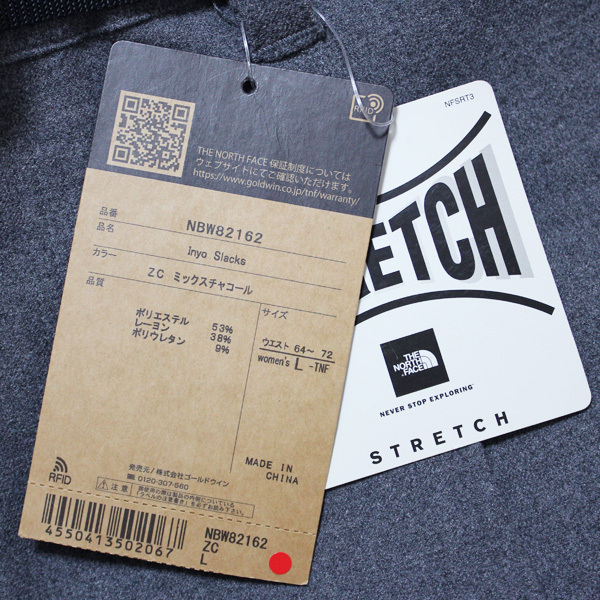 RFID
THE NORTH FACE 保証制度については
ウェブサイトにてご確認いただけます。
https://www.goldwin.co.jp/tnf/warranty/
品番 NBW82162
品名 Inyo Slacks
カラー ZC ミックスチャコール
品質
ポリエステル 53%
レーヨン 38%
ポリウレタン 9%
サイズ
ウエスト 64～ 72
women's L -TNF
MADE IN
CHINA
発売元/株式会社ゴールドウイン
0120-307-560
RFID
注意
4550413502067
NBW82162
ZC
L
NFSRT3
ETCH
THE
NORTH
FACE
NEVER STOP EXPLORING
STRETCH